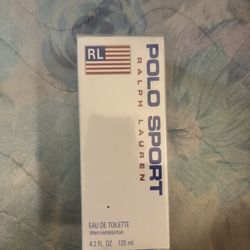 RL
POLO SPORT
RALPH LAUREN
EAU DE TOILETTE
SPRAY/VAPORISATEUR
4.2 FL. OZ. 125 ml